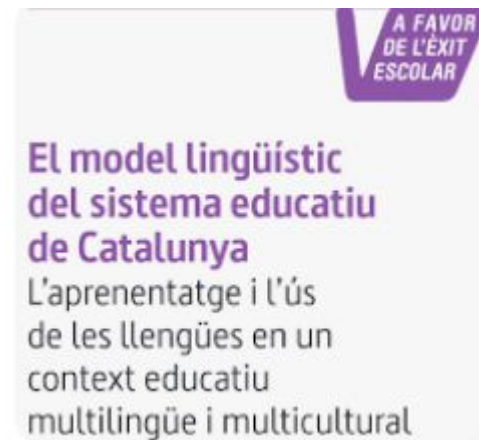 A FAVOR
DE L'ÈXIT
ESCOLAR
El model lingüístic
del sistema educatiu
de Catalunya
L'aprenentatge i l'ús
de les llengües en un
context educatiu
multilingüe i multicultural